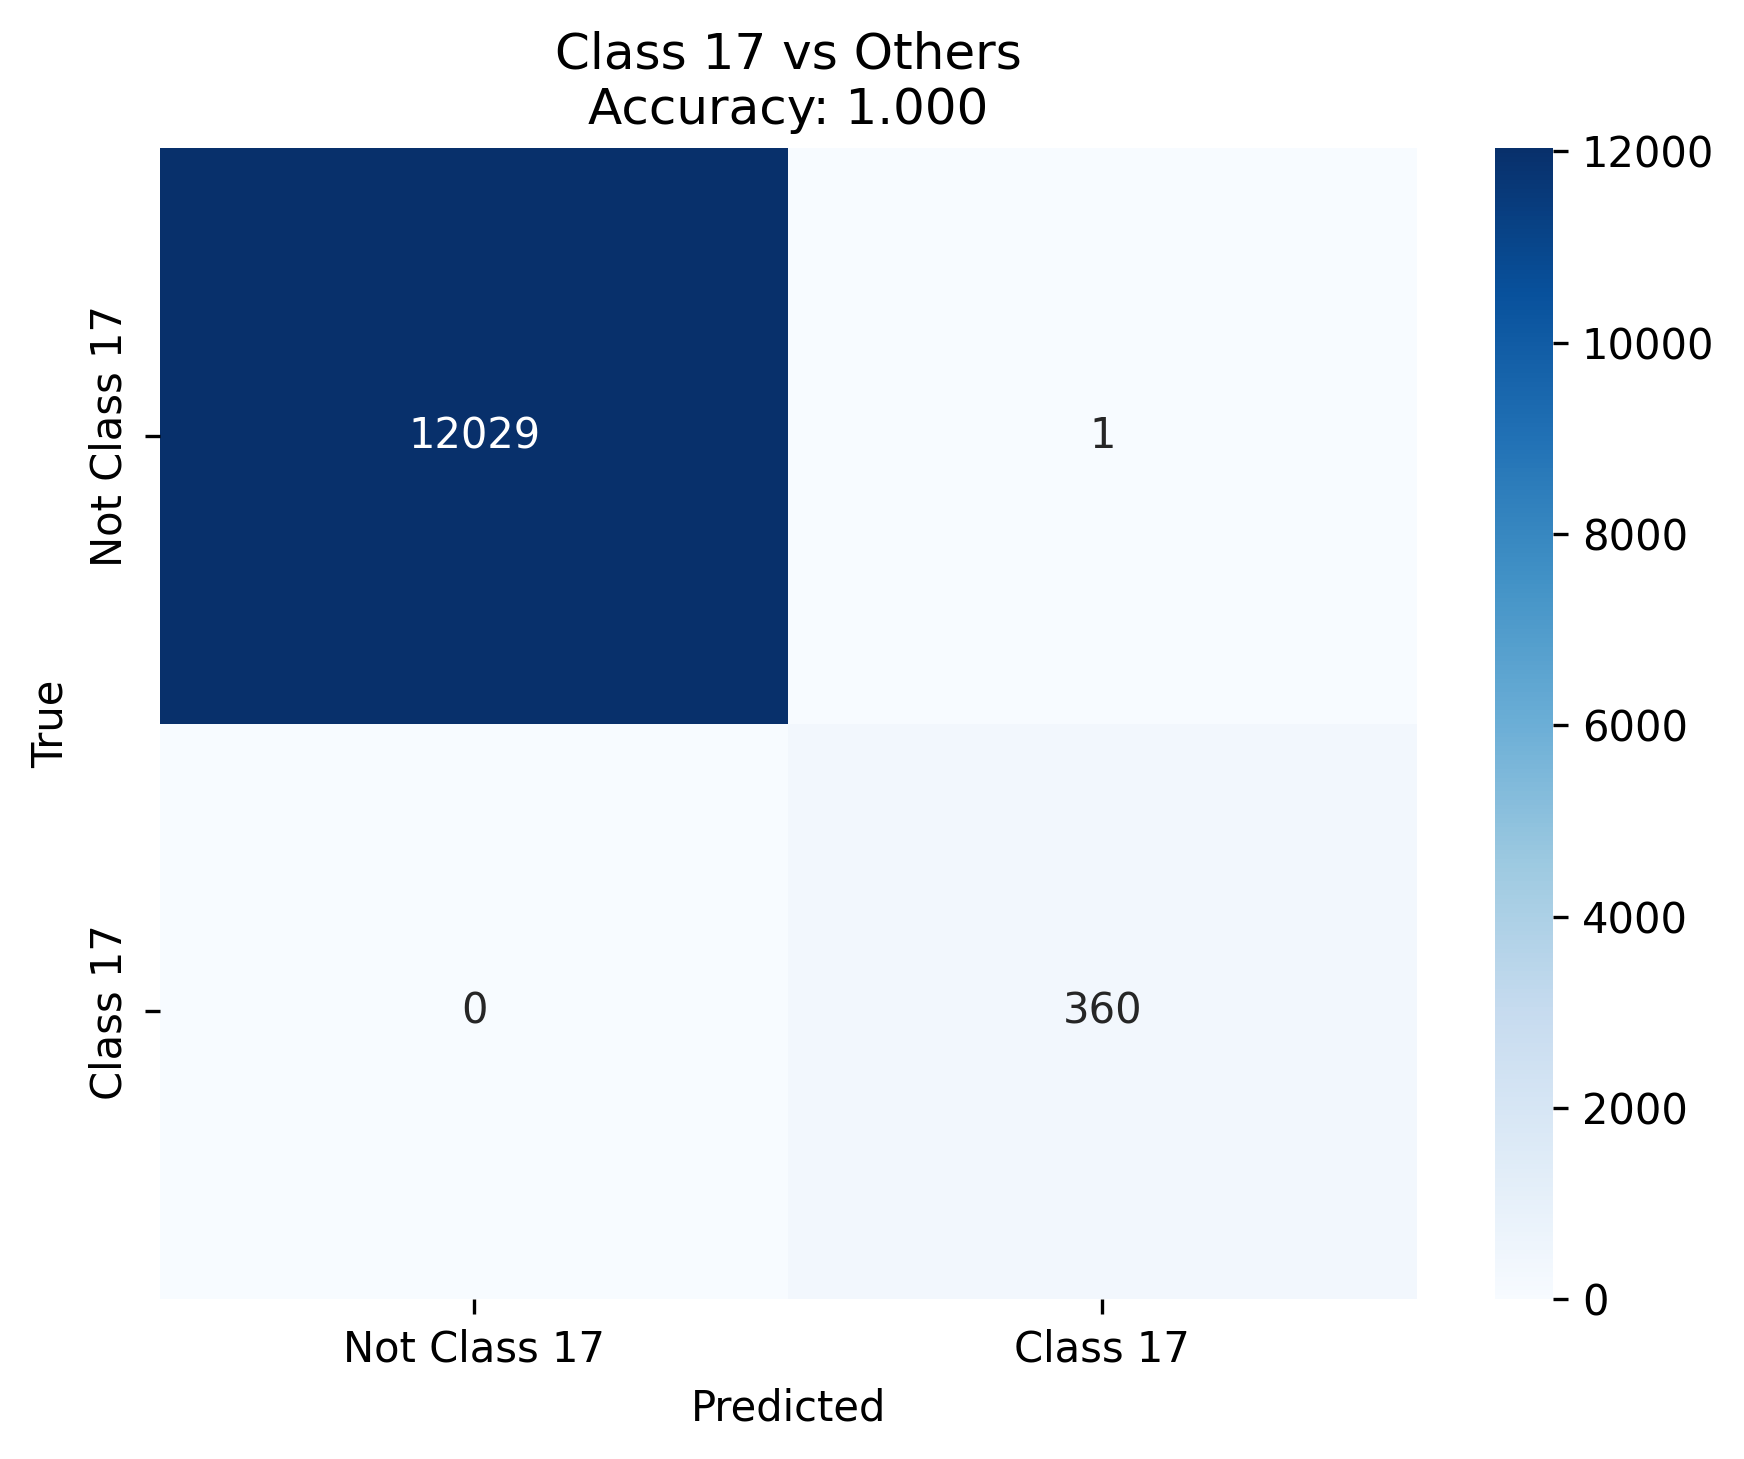 Class 17 vs Others
Accuracy: 1.000
True
Not Class 17
Class 17
12029
1
0
360
Not Class 17
Class 17
Predicted
12000
10000
8000
6000
4000
2000
0